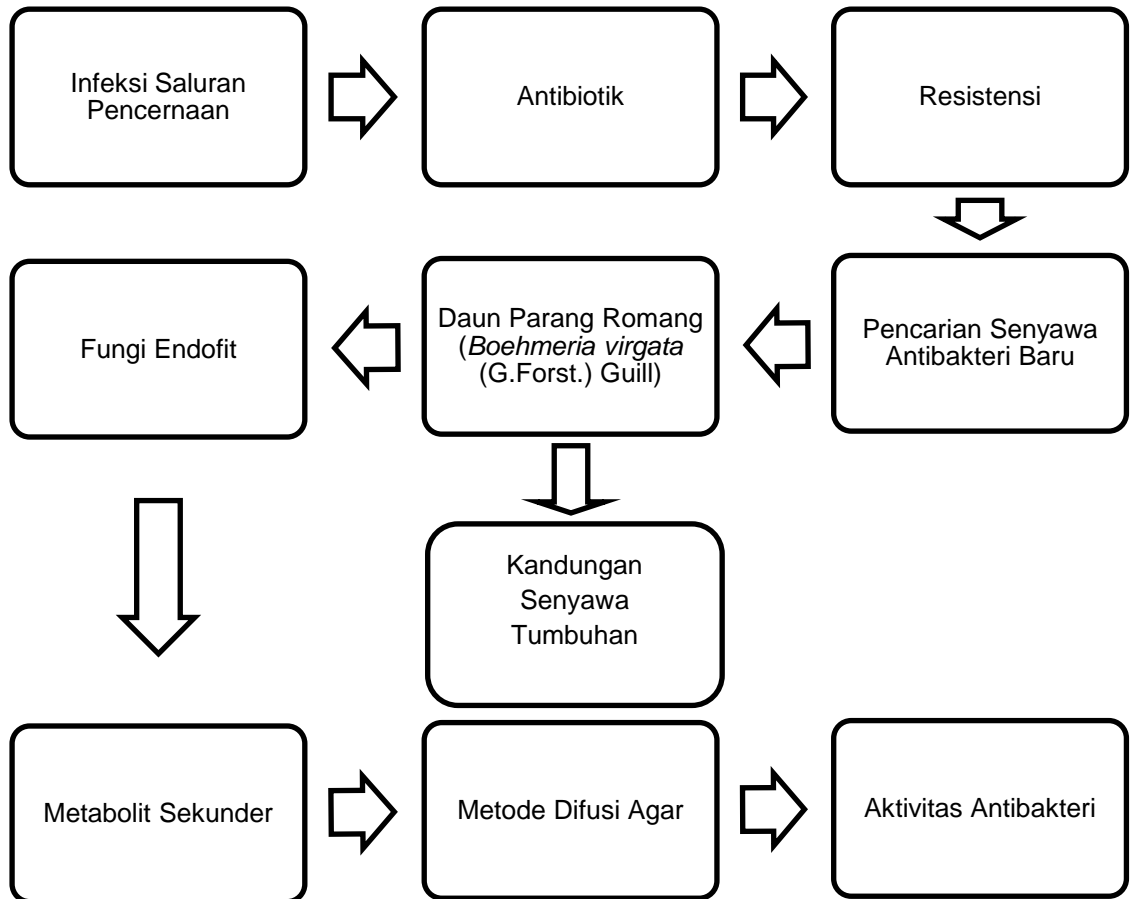 Infeksi Saluran
Pencernaan
Antibiotik
Resistensi
Fungi Endofit
Daun Parang Romang
(Boehmeria virgata
(G.Forst.) Guill)
Pencarian Senyawa
Antibakteri Baru
Kandungan
Senyawa
Tumbuhan
Metabolit Sekunder
Metode Difusi Agar
Aktivitas Antibakteri